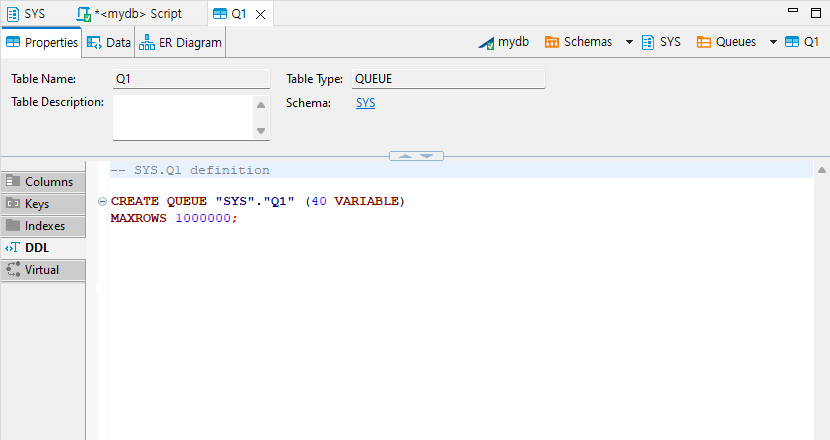 SYS *<mydb> Script Q1
Properties Data ER Diagram mydb Schemas SYS Queues Q1
Table Name: Q1 Table Type: QUEUE
Table Description: Schema: SYS
-- SYS.Q1 definition
CREATE QUEUE "SYS"."Q1" (40 VARIABLE)
MAXROWS 1000000;
Columns
Keys
Indexes
DDL
Virtual